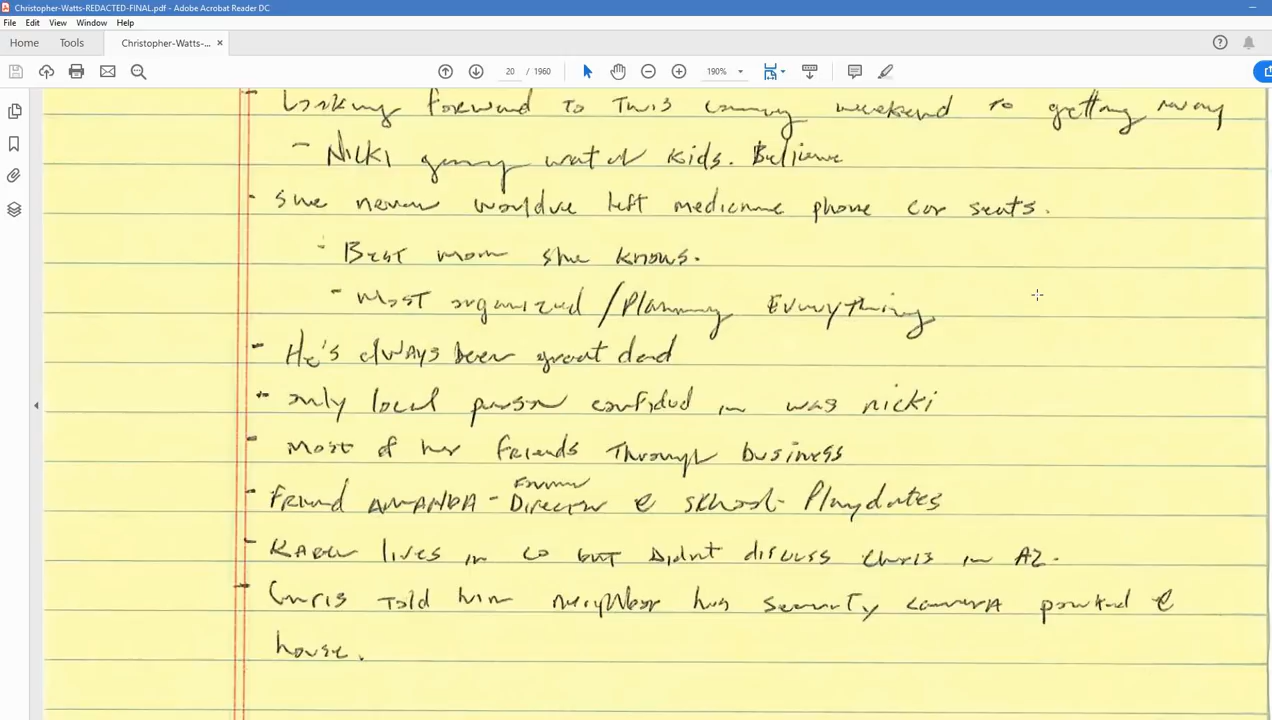 Christopher-Watts-REDACTED-FINAL.pdf - Adobe Acrobat Reader DC
File Edit View Window Help
Home Tools Christopher-Watts-... ×
20 / 1960 190%
- Looking forward to this coming weekend to getting away
- Nicki going watch kids. Believe
- She never would've left medicine phone car seats.
- Best mom she knows.
- Most organized / Planning Everything
- He's always been great dad
- only local person confided in was nicki
- Most of her friends through business
Former
- Friend AMANDA - Director @ school - Playdates
- KAREN lives in CO but Didn't discuss Chris in AZ.
- Chris told him neighbor has security camera pointed @
house.